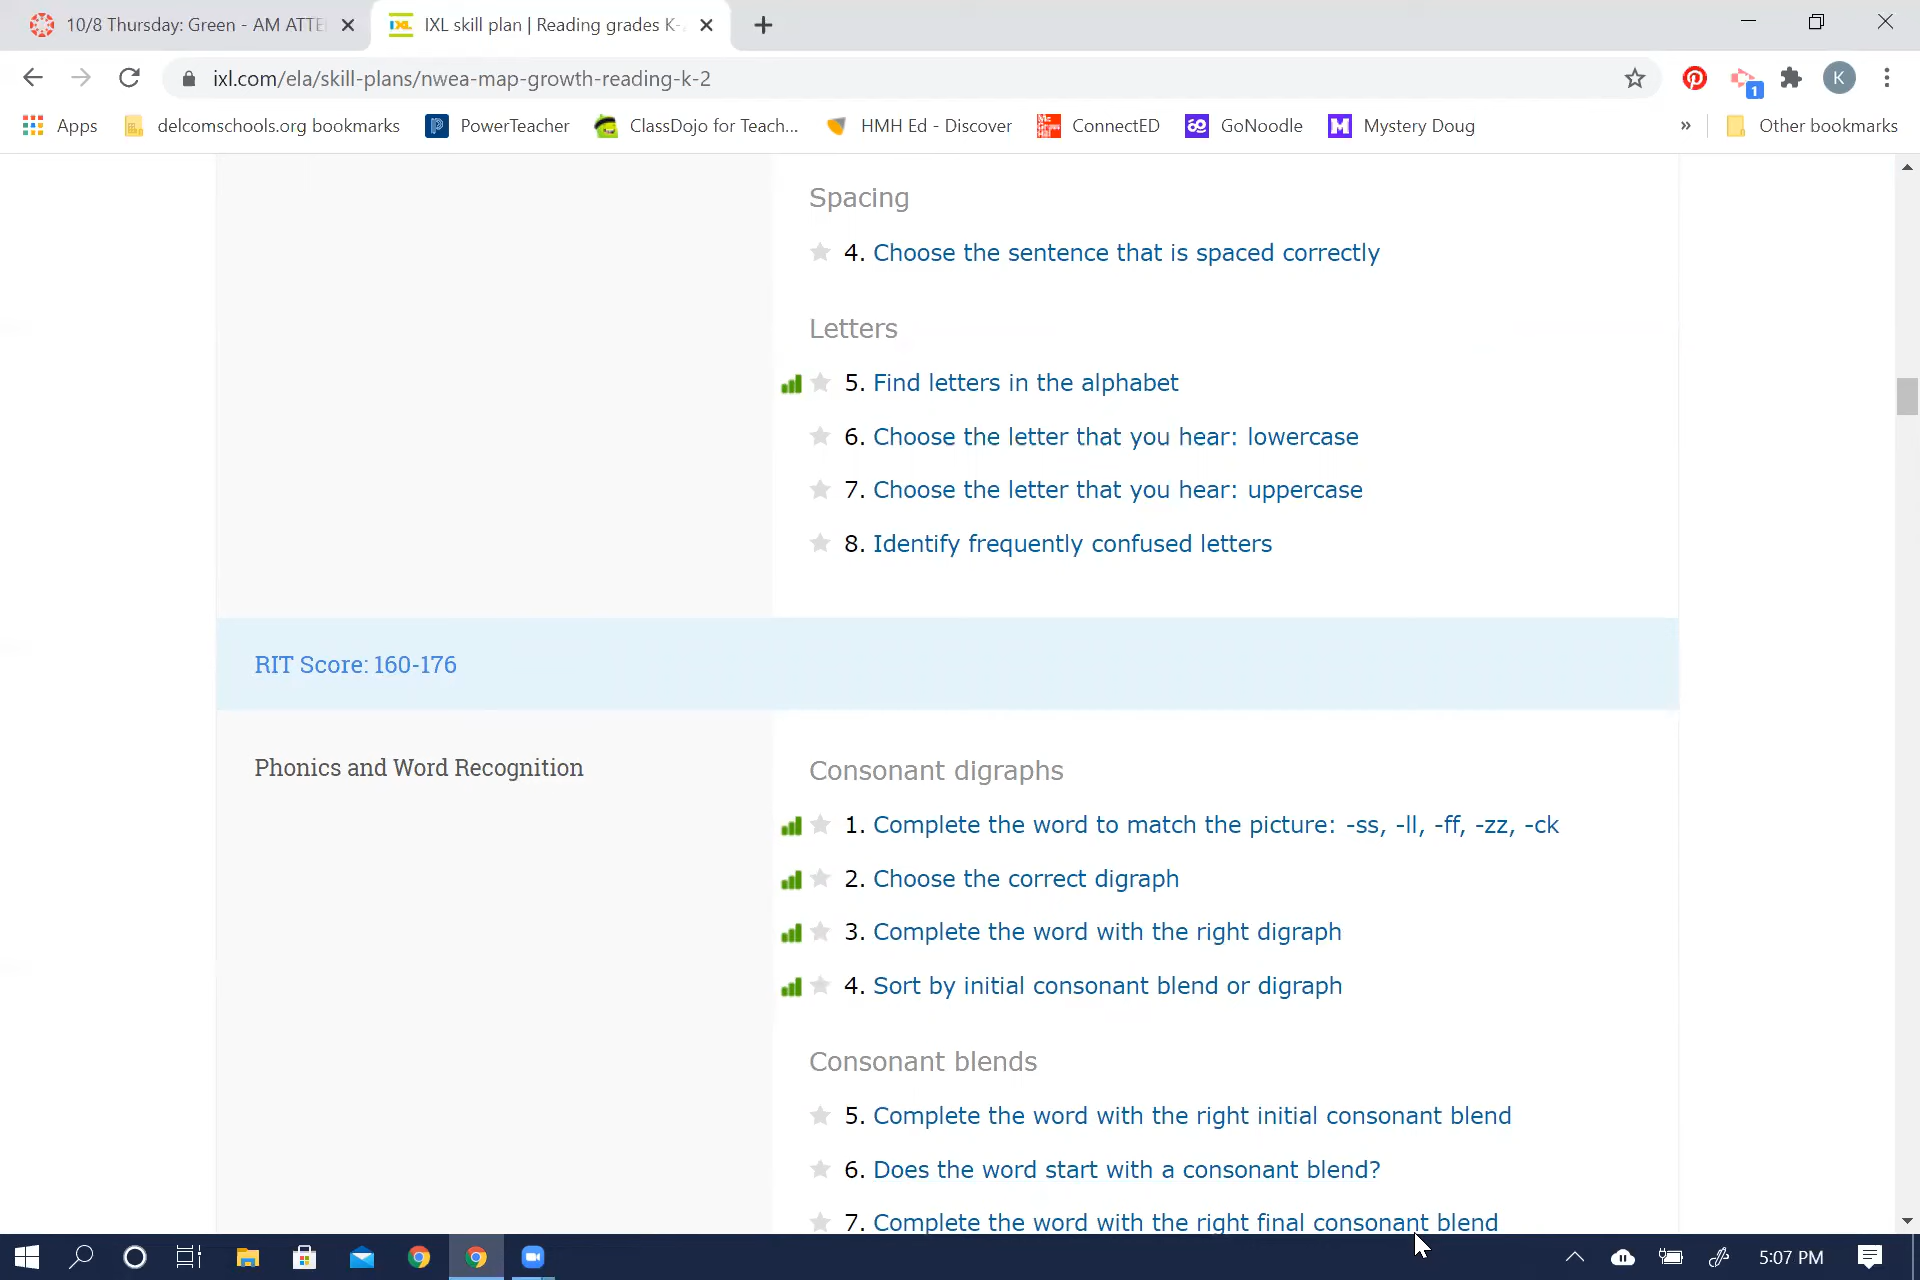 10/8 Thursday: Green - AM ATTE
IXL skill plan | Reading grades K-
ixl.com/ela/skill-plans/nwea-map-growth-reading-k-2
1
K
Apps
delcomschools.org bookmarks
PowerTeacher
ClassDojo for Teach...
HMH Ed - Discover
ConnectED
GoNoodle
Mystery Doug
»
Other bookmarks
Spacing
4. Choose the sentence that is spaced correctly
Letters
5. Find letters in the alphabet
6. Choose the letter that you hear: lowercase
7. Choose the letter that you hear: uppercase
8. Identify frequently confused letters
RIT Score: 160-176
Phonics and Word Recognition
Consonant digraphs
1. Complete the word to match the picture: -ss, -ll, -ff, -zz, -ck
2. Choose the correct digraph
3. Complete the word with the right digraph
4. Sort by initial consonant blend or digraph
Consonant blends
5. Complete the word with the right initial consonant blend
6. Does the word start with a consonant blend?
7. Complete the word with the right final consonant blend
5:07 PM